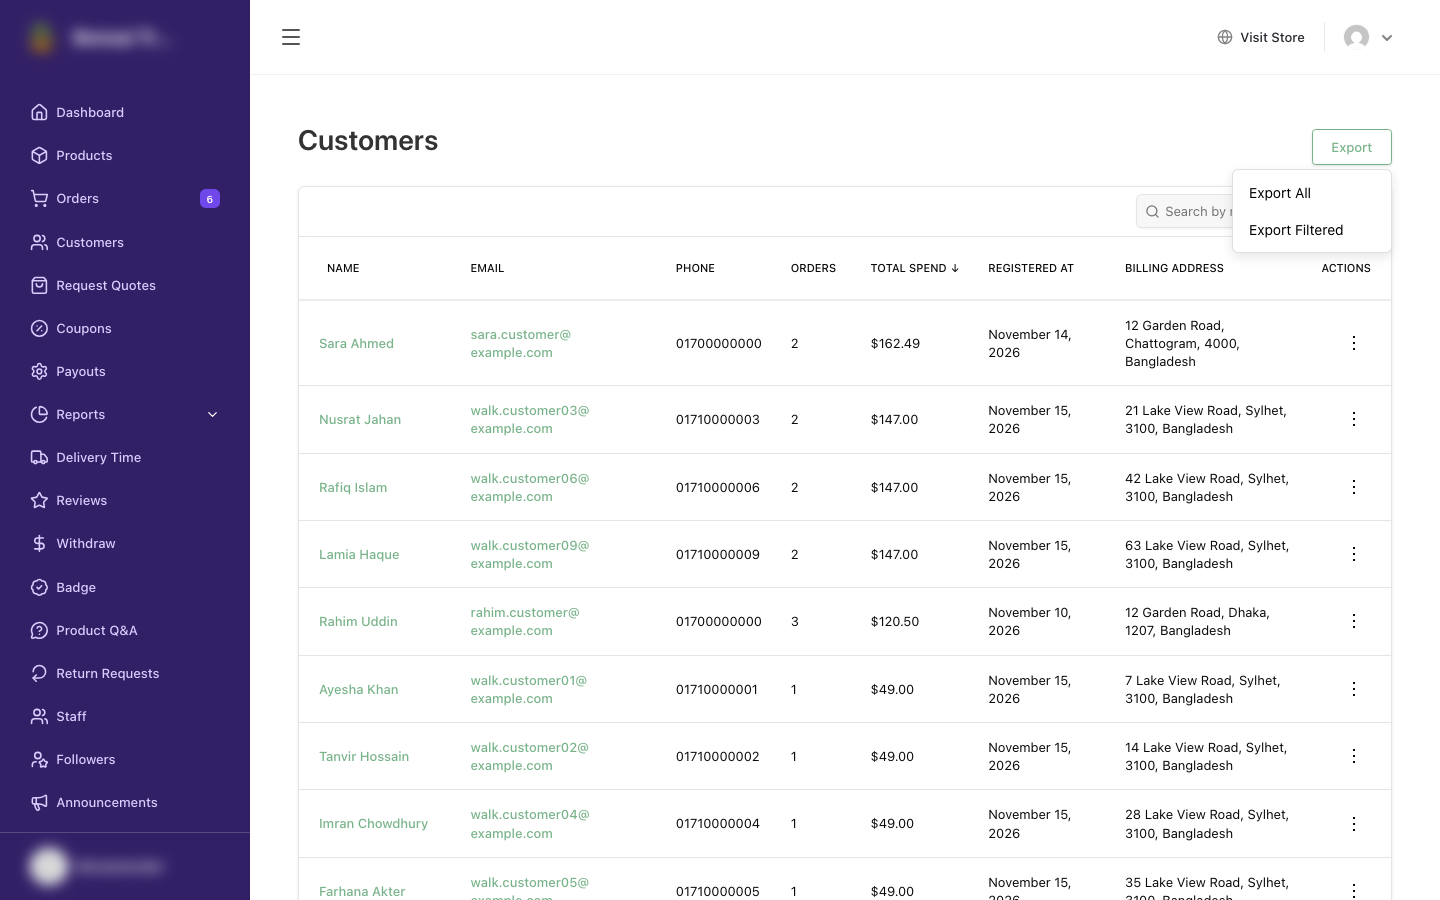 Visit Store
Dashboard
Products
Orders 6
Customers
Request Quotes
Coupons
Payouts
Reports
Delivery Time
Reviews
Withdraw
Badge
Product Q&A
Return Requests
Staff
Followers
Announcements
Customers
Export
Export All
Export Filtered
Search by
NAME EMAIL PHONE ORDERS TOTAL SPEND ↓ REGISTERED AT BILLING ADDRESS ACTIONS
Sara Ahmed
sara.customer@
example.com
01700000000
2
$162.49
November 14,
2026
12 Garden Road,
Chattogram, 4000,
Bangladesh
Nusrat Jahan
walk.customer03@
example.com
01710000003
2
$147.00
November 15,
2026
21 Lake View Road, Sylhet,
3100, Bangladesh
Rafiq Islam
walk.customer06@
example.com
01710000006
2
$147.00
November 15,
2026
42 Lake View Road, Sylhet,
3100, Bangladesh
Lamia Haque
walk.customer09@
example.com
01710000009
2
$147.00
November 15,
2026
63 Lake View Road, Sylhet,
3100, Bangladesh
Rahim Uddin
rahim.customer@
example.com
01700000000
3
$120.50
November 10,
2026
12 Garden Road, Dhaka,
1207, Bangladesh
Ayesha Khan
walk.customer01@
example.com
01710000001
1
$49.00
November 15,
2026
7 Lake View Road, Sylhet,
3100, Bangladesh
Tanvir Hossain
walk.customer02@
example.com
01710000002
1
$49.00
November 15,
2026
14 Lake View Road, Sylhet,
3100, Bangladesh
Imran Chowdhury
walk.customer04@
example.com
01710000004
1
$49.00
November 15,
2026
28 Lake View Road, Sylhet,
3100, Bangladesh
Farhana Akter
walk.customer05@
example.com
01710000005
1
$49.00
November 15,
2026
35 Lake View Road, Sylhet,
3100, Bangladesh